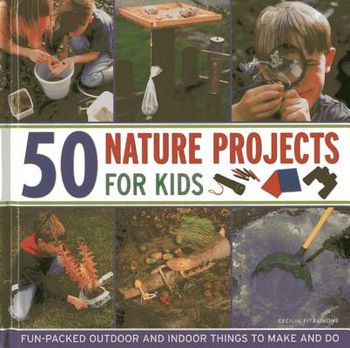 50 NATURE PROJECTS
FOR KIDS
CECILIA FITZSIMONS
FUN-PACKED OUTDOOR AND INDOOR THINGS TO MAKE AND DO